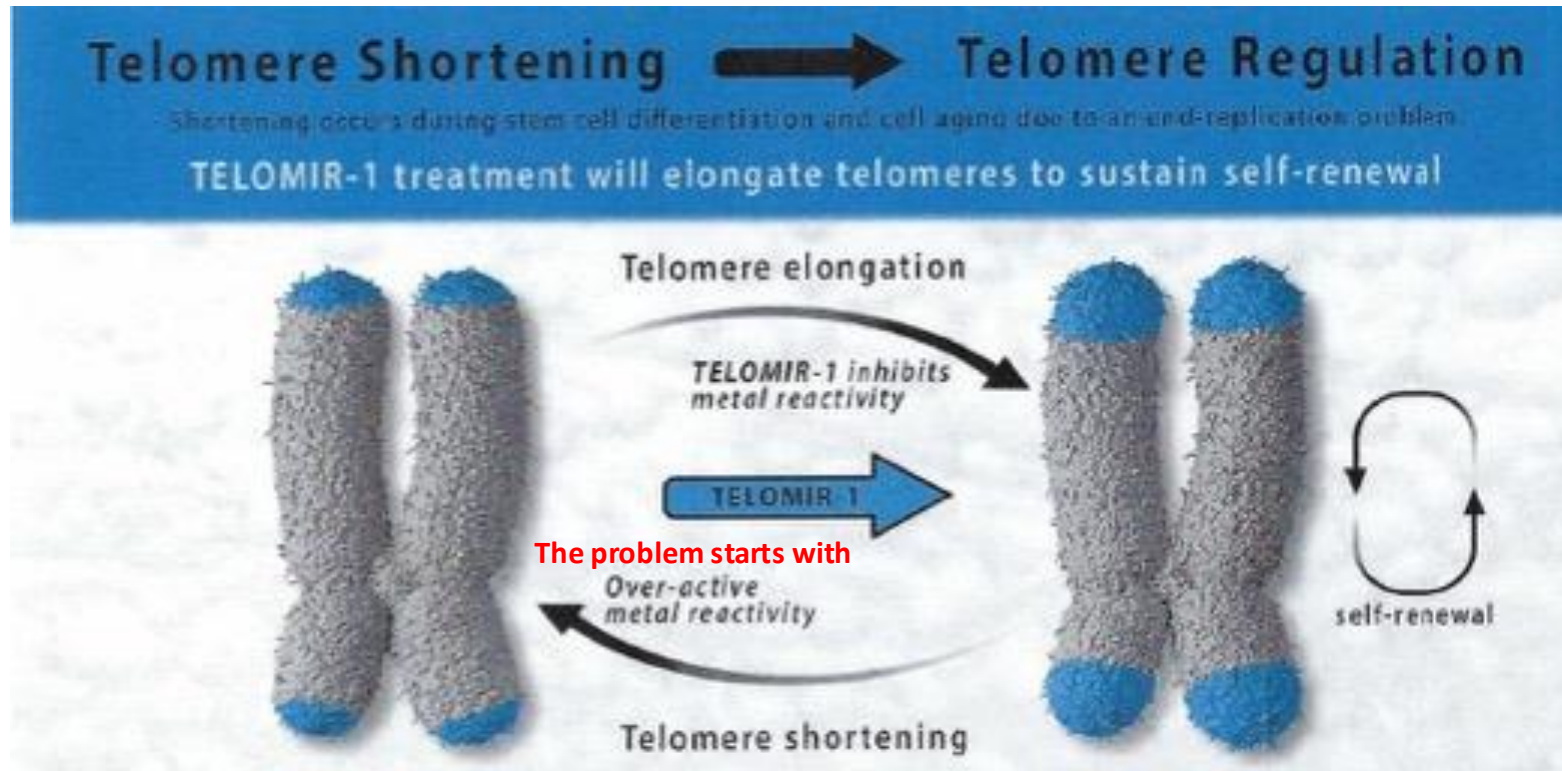 Telomere Shortening Telomere Regulation
Shortening occurs during stem cell differentiation and cell aging due to an end-replication problem.
TELOMIR-1 treatment will elongate telomeres to sustain self-renewal
Telomere elongation
TELOMIR-1 inhibits
metal reactivity
TELOMIR-1
The problem starts with
Over-active
metal reactivity
self-renewal
Telomere shortening